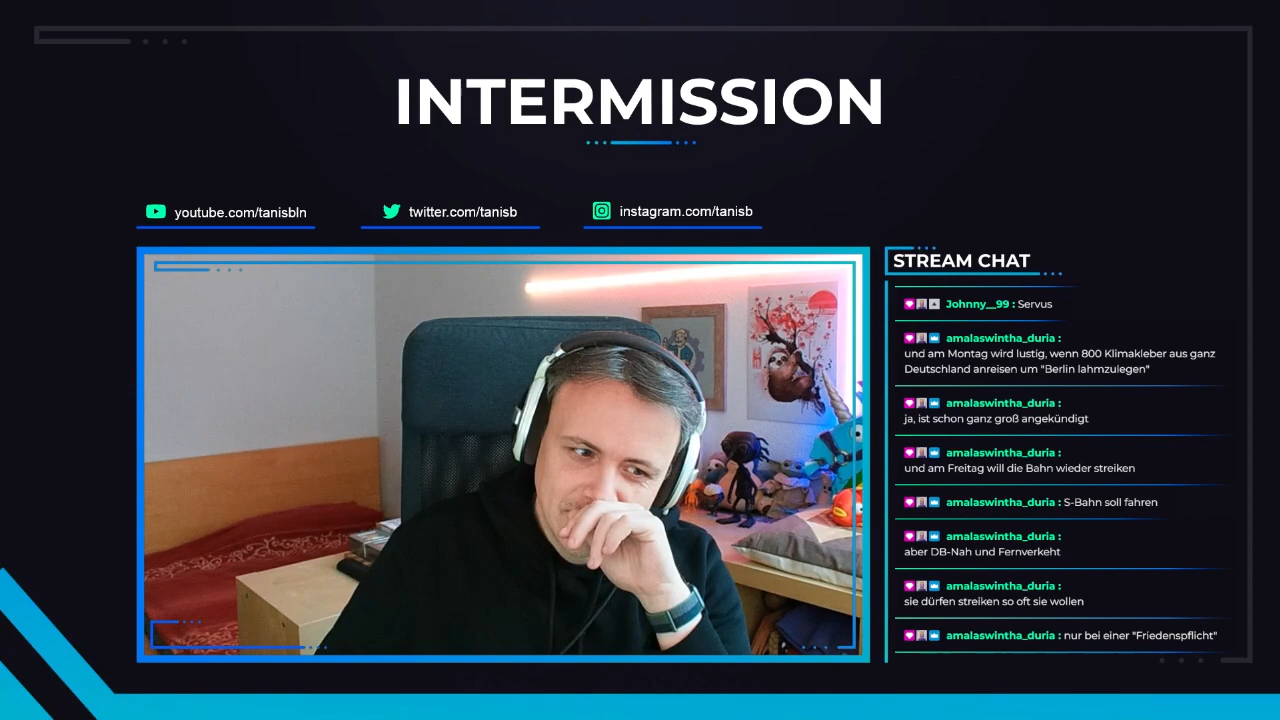 INTERMISSION
youtube.com/tanisbln
twitter.com/tanisb
instagram.com/tanisb
STREAM CHAT
Johnny__99 : Servus
amalaswintha_duria :
und am Montag wird lustig, wenn 800 Klimakleber aus ganz
Deutschland anreisen um "Berlin lahmzulegen"
amalaswintha_duria :
ja, ist schon ganz groß angekündigt
amalaswintha_duria :
und am Freitag will die Bahn wieder streiken
amalaswintha_duria : S-Bahn soll fahren
amalaswintha_duria :
aber DB-Nah und Fernverkeht
amalaswintha_duria :
sie dürfen streiken so oft sie wollen
amalaswintha_duria : nur bei einer "Friedenspflicht"